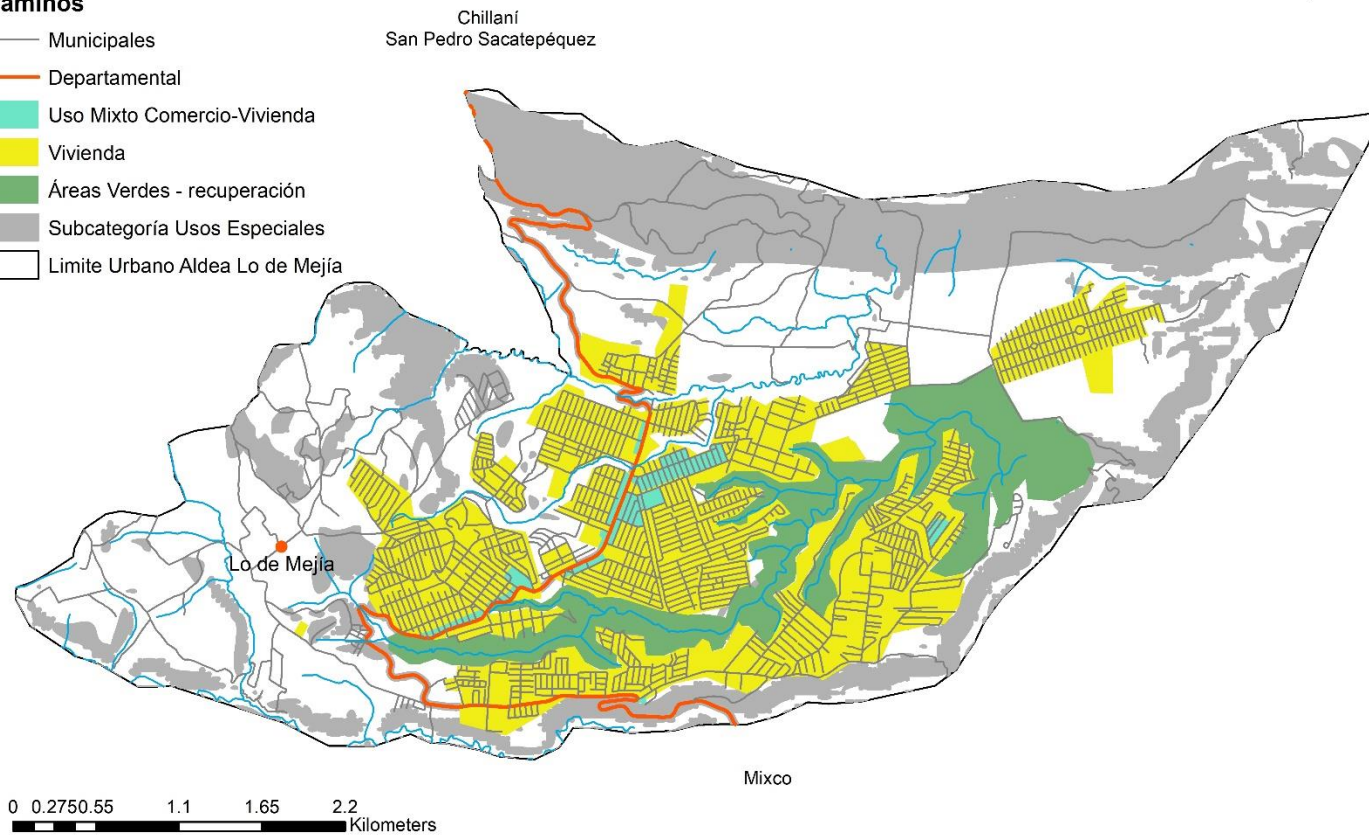 aminos
Municipales
Departamental
Uso Mixto Comercio-Vivienda
Vivienda
Áreas Verdes - recuperación
Subcategoría Usos Especiales
Limite Urbano Aldea Lo de Mejía
Chillaní
San Pedro Sacatepéquez
Lo de Mejía
Mixco
0 0.2750.55 1.1 1.65 2.2
Kilometers